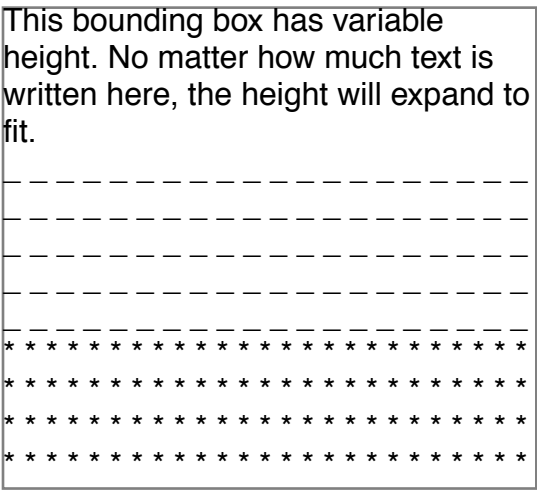 This bounding box has variable
height. No matter how much text is
written here, the height will expand to
fit.
_ _ _ _ _ _ _ _ _ _ _ _ _ _ _ _ _ _ _ _
_ _ _ _ _ _ _ _ _ _ _ _ _ _ _ _ _ _ _ _
_ _ _ _ _ _ _ _ _ _ _ _ _ _ _ _ _ _ _ _
_ _ _ _ _ _ _ _ _ _ _ _ _ _ _ _ _ _ _ _
_ _ _ _ _ _ _ _ _ _ _ _ _ _ _ _ _ _ _ _
* * * * * * * * * * * * * * * * * * * * * * * * *
* * * * * * * * * * * * * * * * * * * * * * * * *
* * * * * * * * * * * * * * * * * * * * * * * * *
* * * * * * * * * * * * * * * * * * * * * * * * *